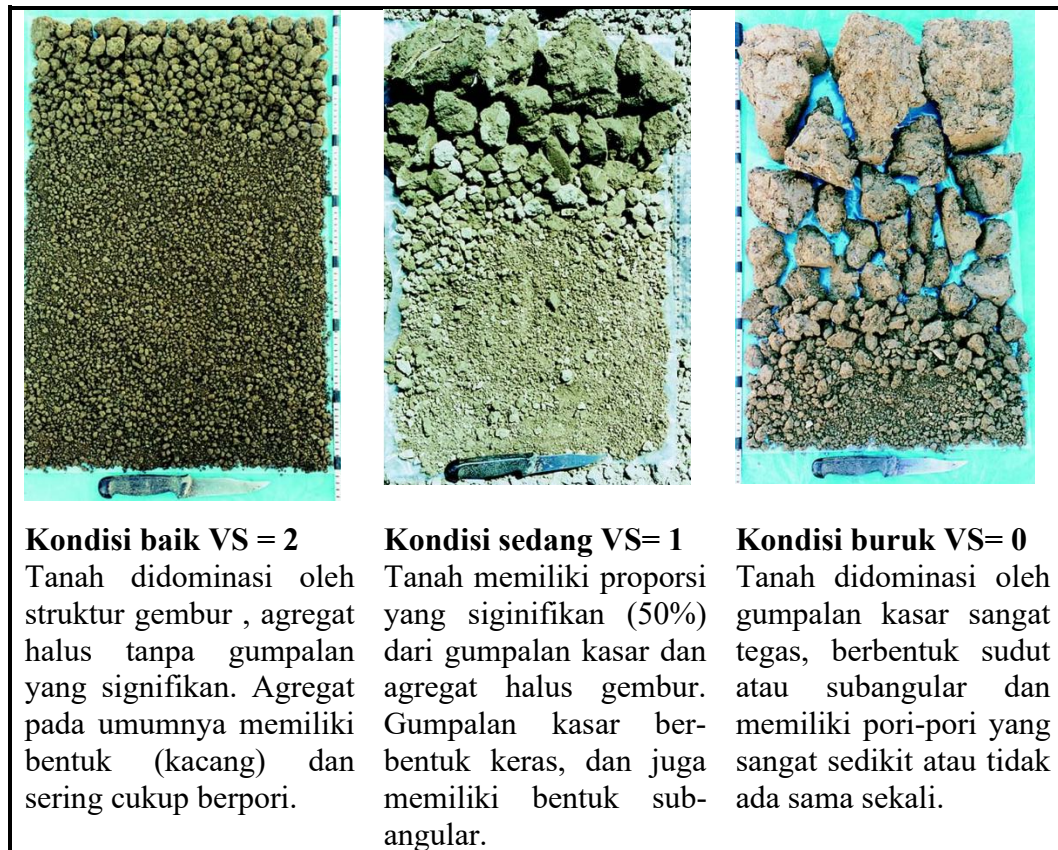 Kondisi baik VS = 2
Tanah didominasi oleh
struktur gembur , agregat
halus tanpa gumpalan
yang signifikan. Agregat
pada umumnya memiliki
bentuk (kacang) dan
sering cukup berpori.
Kondisi sedang VS= 1
Tanah memiliki proporsi
yang siginifikan (50%)
dari gumpalan kasar dan
agregat halus gembur.
Gumpalan kasar ber-
bentuk keras, dan juga
memiliki bentuk sub-
angular.
Kondisi buruk VS= 0
Tanah didominasi oleh
gumpalan kasar sangat
tegas, berbentuk sudut
atau subangular dan
memiliki pori-pori yang
sangat sedikit atau tidak
ada sama sekali.